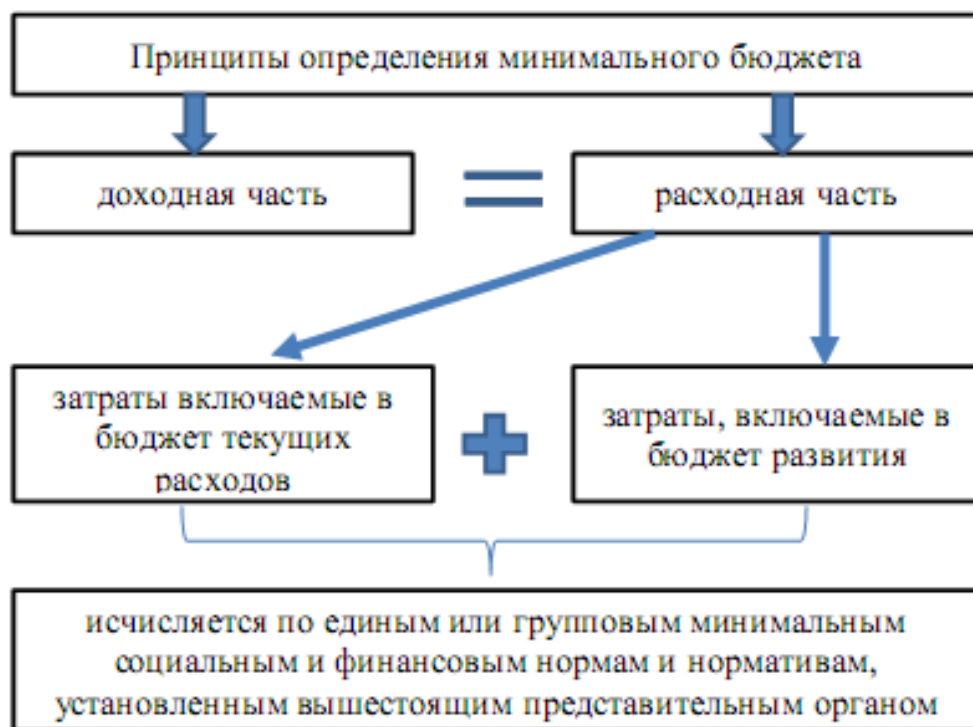 Принципы определения минимального бюджета
доходная часть
расходная часть
затраты включаемые в
бюджет текущих
расходов
затраты, включаемые в
бюджет развития
исчисляется по единым или групповым минимальным
социальным и финансовым нормам и нормативам,
установленным вышестоящим представительным органом